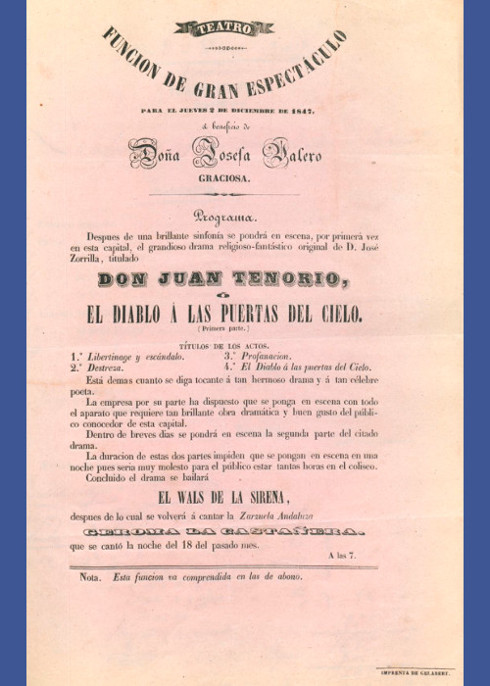 TEATRO
FUNCION DE GRAN ESPECTÁCULO
PARA EL JUEVES 2 DE DICIEMBRE DE 1847.
á beneficio de
Doña Josefa Valero
GRACIOSA.
Programa.
Despues de una brillante sinfonía se pondrá en escena, por primerà vez
en esta capital, el grandioso drama religioso-fantástico original de D. José
Zorrilla, titulado
DON JUAN TENORIO,
Ó
EL DIABLO Á LAS PUERTAS DEL CIELO.
(Primera parte.)
TÍTULOS DE LOS ACTOS.
1.° Libertinage y escándalo. 3.° Profanacion.
2.° Destreza. 4.° El Diablo á las puertas del Cielo.
Está demas cuanto se diga tocante á tan hermoso drama y á tan célebre
poeta.
La empresa por su parte ha dispuesto que se ponga en escena con todo
el aparato que requiere tan brillante obra dramática y buen gusto del públi-
co conocedor de esta capital.
Dentro de breves dias se pondrá en escena la segunda parte del citado
drama.
La duracion de estas dos partes impiden que se pongan en escena en una
noche pues seria muy molesto para el público estar tantas horas en el coliseo.
Concluido el drama se bailará
EL WALS DE LA SIRENA,
despues de lo cual se volverá á cantar la Zarzuela Andaluza
GEROMA LA CASTAÑERA.
que se cantó la noche del 18 del pasado mes.
A las 7.
Nota. Esta funcion va comprendida en las de abono.
IMPRENTA DE GELABERT.